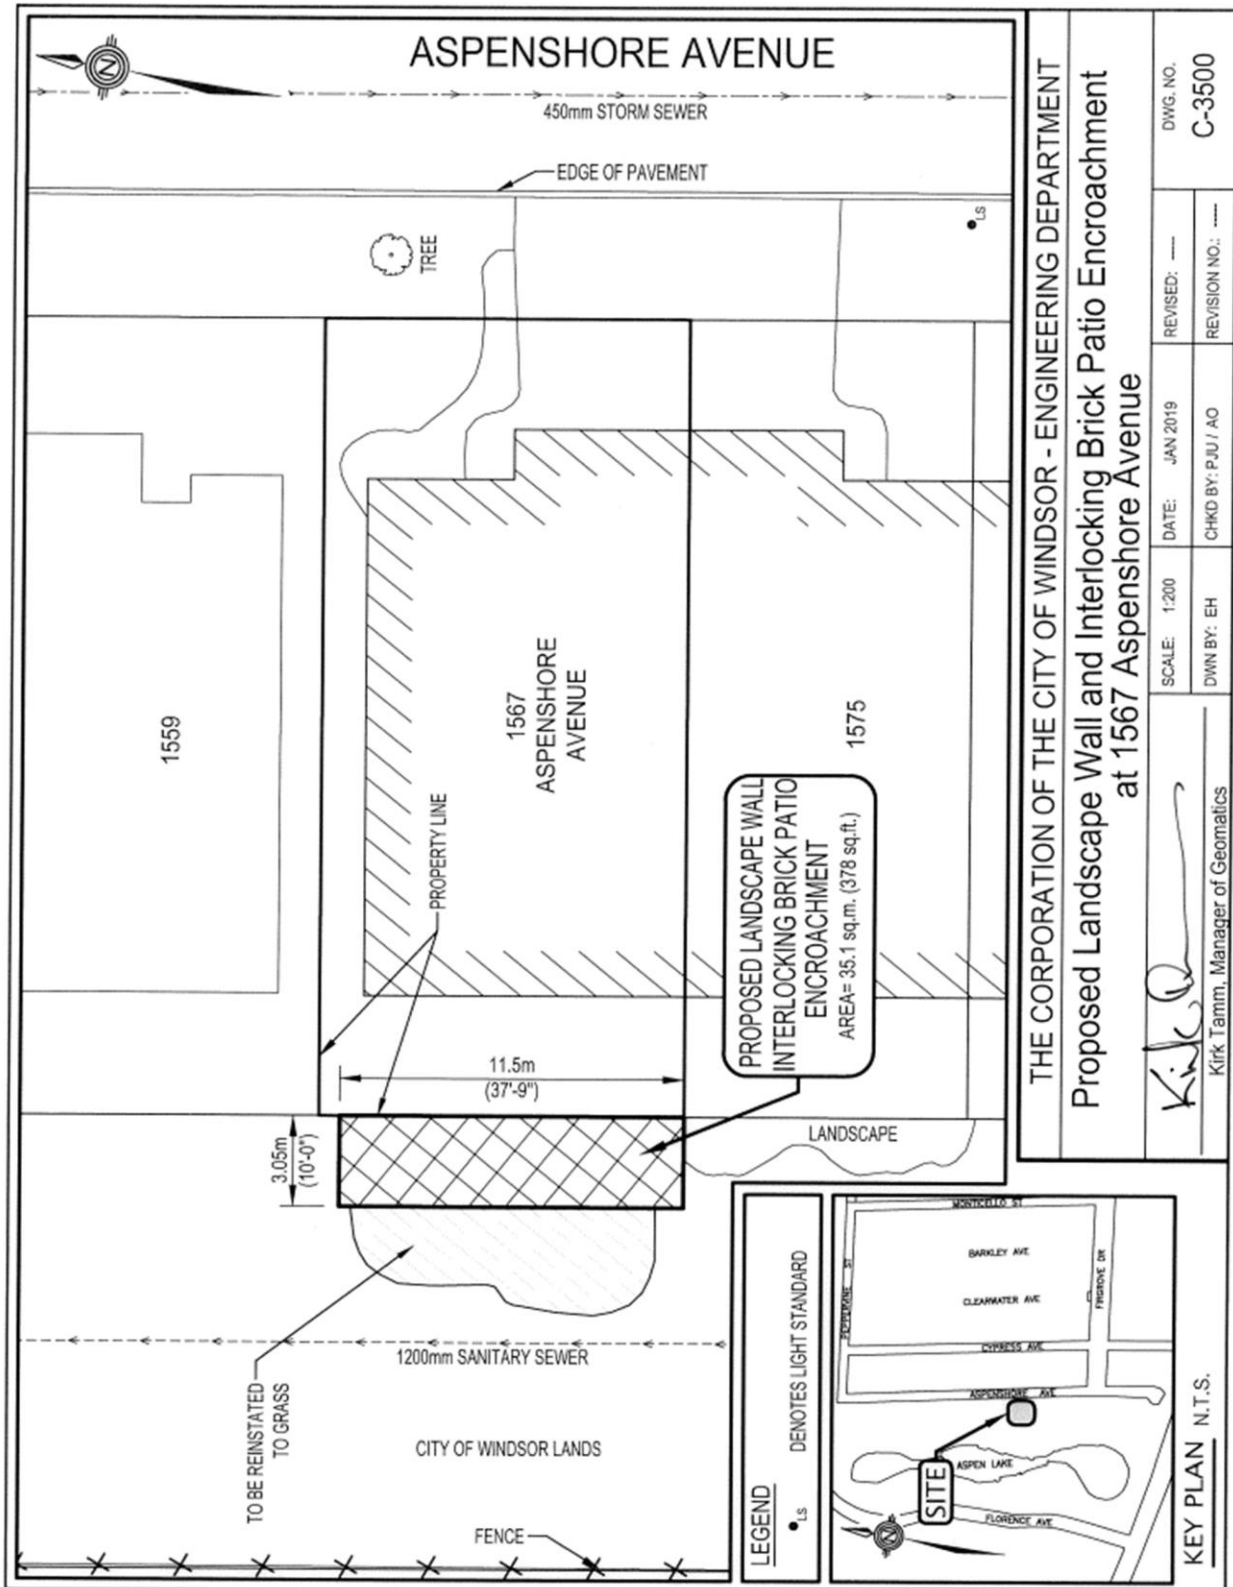 ASPENSHORE AVENUE
N
450mm STORM SEWER
EDGE OF PAVEMENT
LS
TREE
1559
1567
ASPENSHORE
AVENUE
1575
PROPERTY LINE
PROPOSED LANDSCAPE WALL
INTERLOCKING BRICK PATIO
ENCROACHMENT
AREA= 35.1 sq.m. (378 sq.ft.)
11.5m
(37'-9")
3.05m
(10'-0")
LANDSCAPE
TO BE REINSTATED
TO GRASS
1200mm SANITARY SEWER
CITY OF WINDSOR LANDS
FENCE
LEGEND
LS
DENOTES LIGHT STANDARD
MONTICELLO ST
BARKLEY AVE
PEPPERVINE ST
CLEARWATER AVE
FIRGROVE DR
CYPRESS AVE
ASPENSHORE AVE
SITE
ASPEN LAKE
FLORENCE AVE
N
KEY PLAN N.T.S.
THE CORPORATION OF THE CITY OF WINDSOR - ENGINEERING DEPARTMENT
Proposed Landscape Wall and Interlocking Brick Patio Encroachment
at 1567 Aspenshore Avenue
Kirk Tamm, Manager of Geomatics
SCALE: 1:200
DATE: JAN 2019
REVISED: ----
DWG. NO.
C-3500
DWN BY: EH
CHKD BY: PJU / AO
REVISION NO.: ----